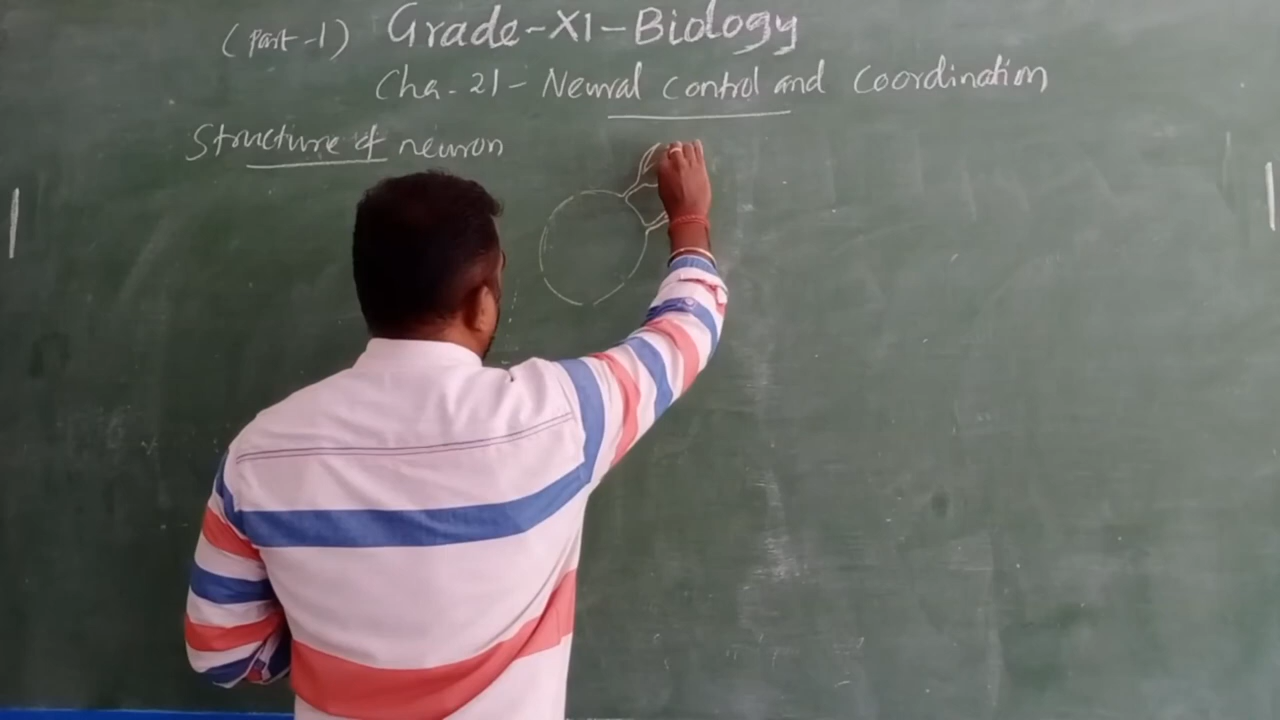 (Part-1) Grade-XI-Biology
Cha-21- Neural control and Coordination
Structure of neuron